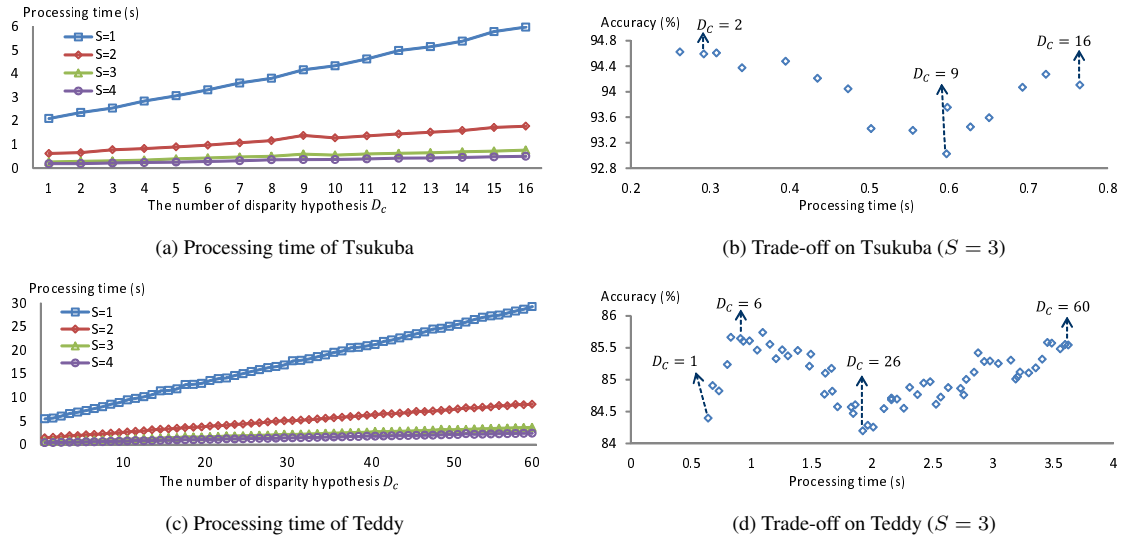 Processing time (s)
6
5
4
3
2
1
0
S=1
S=2
S=3
S=4
1 2 3 4 5 6 7 8 9 10 11 12 13 14 15 16
The number of disparity hypothesis D_c
(a) Processing time of Tsukuba
Accuracy (%)
94.8
94.4
94
93.6
93.2
92.8
D_C = 2
D_C = 9
D_C = 16
0.2 0.3 0.4 0.5 0.6 0.7 0.8
Processing time (s)
(b) Trade-off on Tsukuba (S = 3)
Processing time (s)
30
25
20
15
10
5
0
S=1
S=2
S=3
S=4
10 20 30 40 50 60
The number of disparity hypothesis D_c
(c) Processing time of Teddy
Accuracy (%)
86
85.5
85
84.5
84
D_C = 6
D_C = 60
D_C = 1
D_C = 26
0 0.5 1 1.5 2 2.5 3 3.5 4
Processing time (s)
(d) Trade-off on Teddy (S = 3)